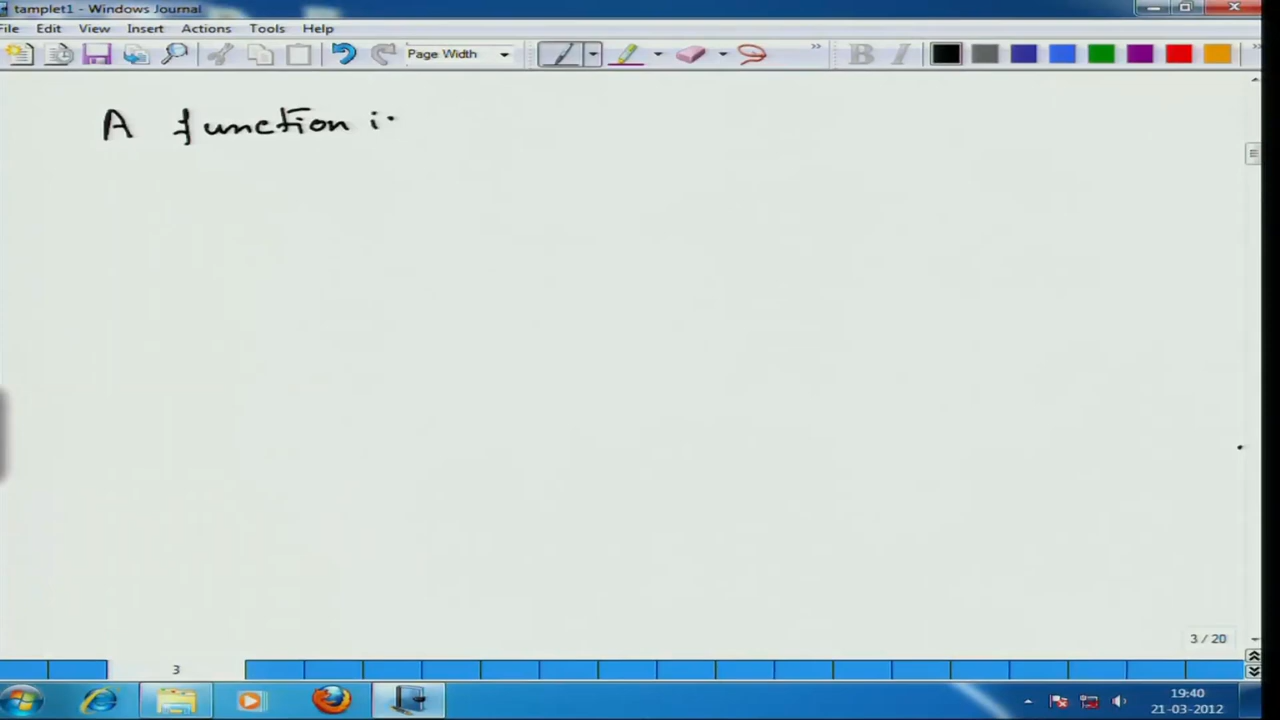 tamplet1 - Windows Journal
File Edit View Insert Actions Tools Help
Page Width
B I
A function i
3 / 20
3
19:40
21-03-2012